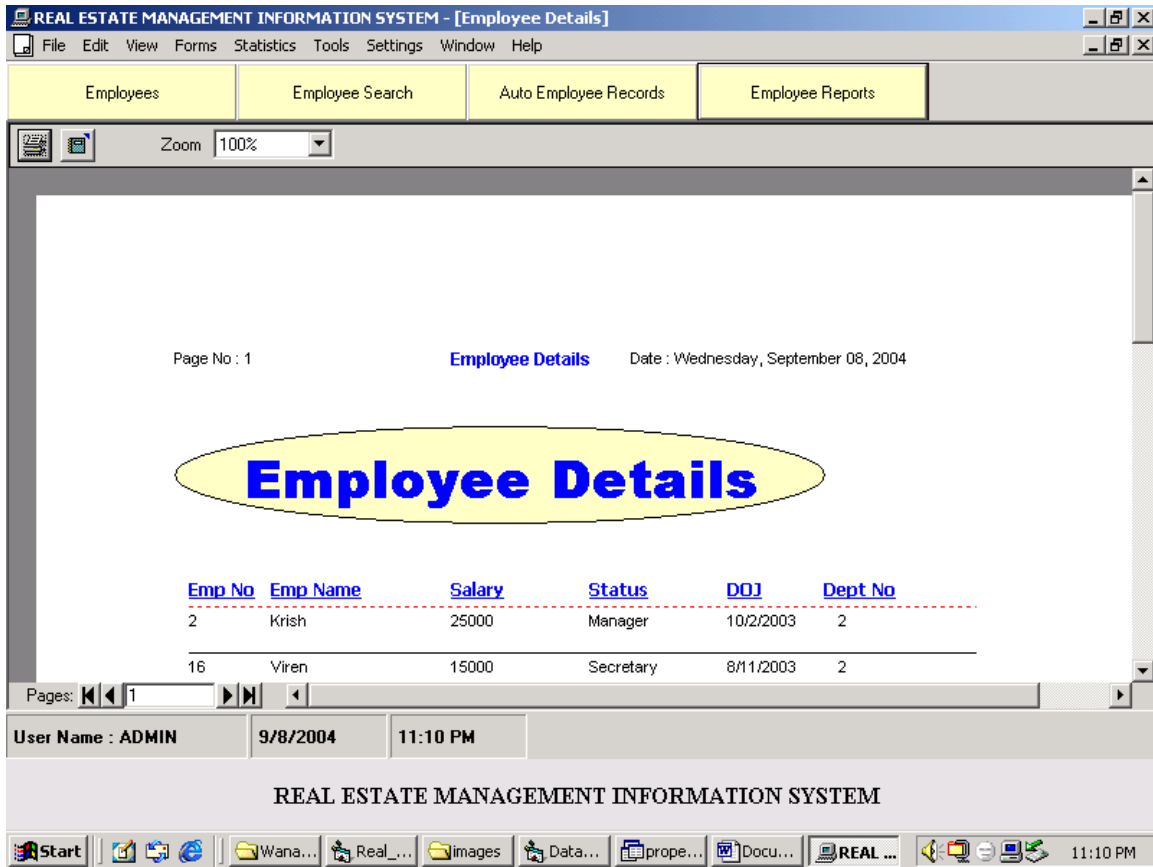 REAL ESTATE MANAGEMENT INFORMATION SYSTEM - [Employee Details]
File Edit View Forms Statistics Tools Settings Window Help
Employees Employee Search Auto Employee Records Employee Reports
Zoom 100%
Page No : 1 Employee Details Date : Wednesday, September 08, 2004
Employee Details
Emp No Emp Name Salary Status DOJ Dept No
2 Krish 25000 Manager 10/2/2003 2
16 Viren 15000 Secretary 8/11/2003 2
Pages: 1
User Name : ADMIN 9/8/2004 11:10 PM
REAL ESTATE MANAGEMENT INFORMATION SYSTEM
Start Wana... Real_... images Data... prope... Docu... REAL ... 11:10 PM